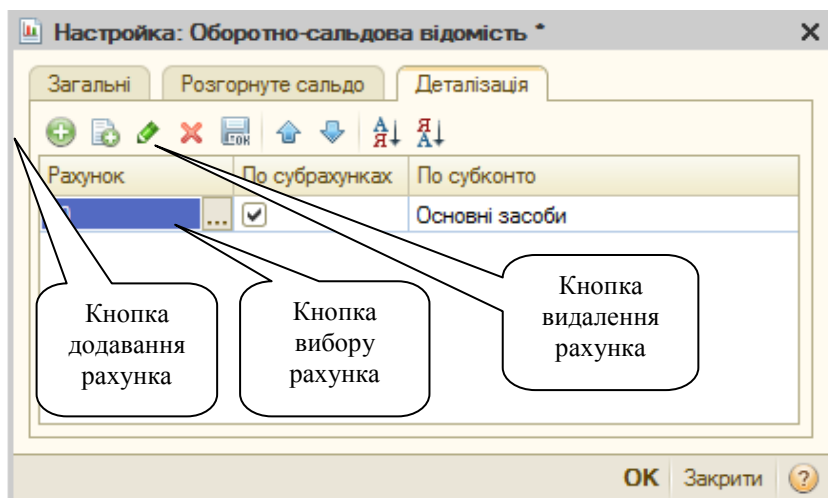 Настройка: Оборотно-сальдова відомість *
Загальні Розгорнуте сальдо Деталізація
Рахунок По субрахунках По субконто
... Основні засоби
Кнопка додавання рахунка
Кнопка вибору рахунка
Кнопка видалення рахунка
OK Закрити ?